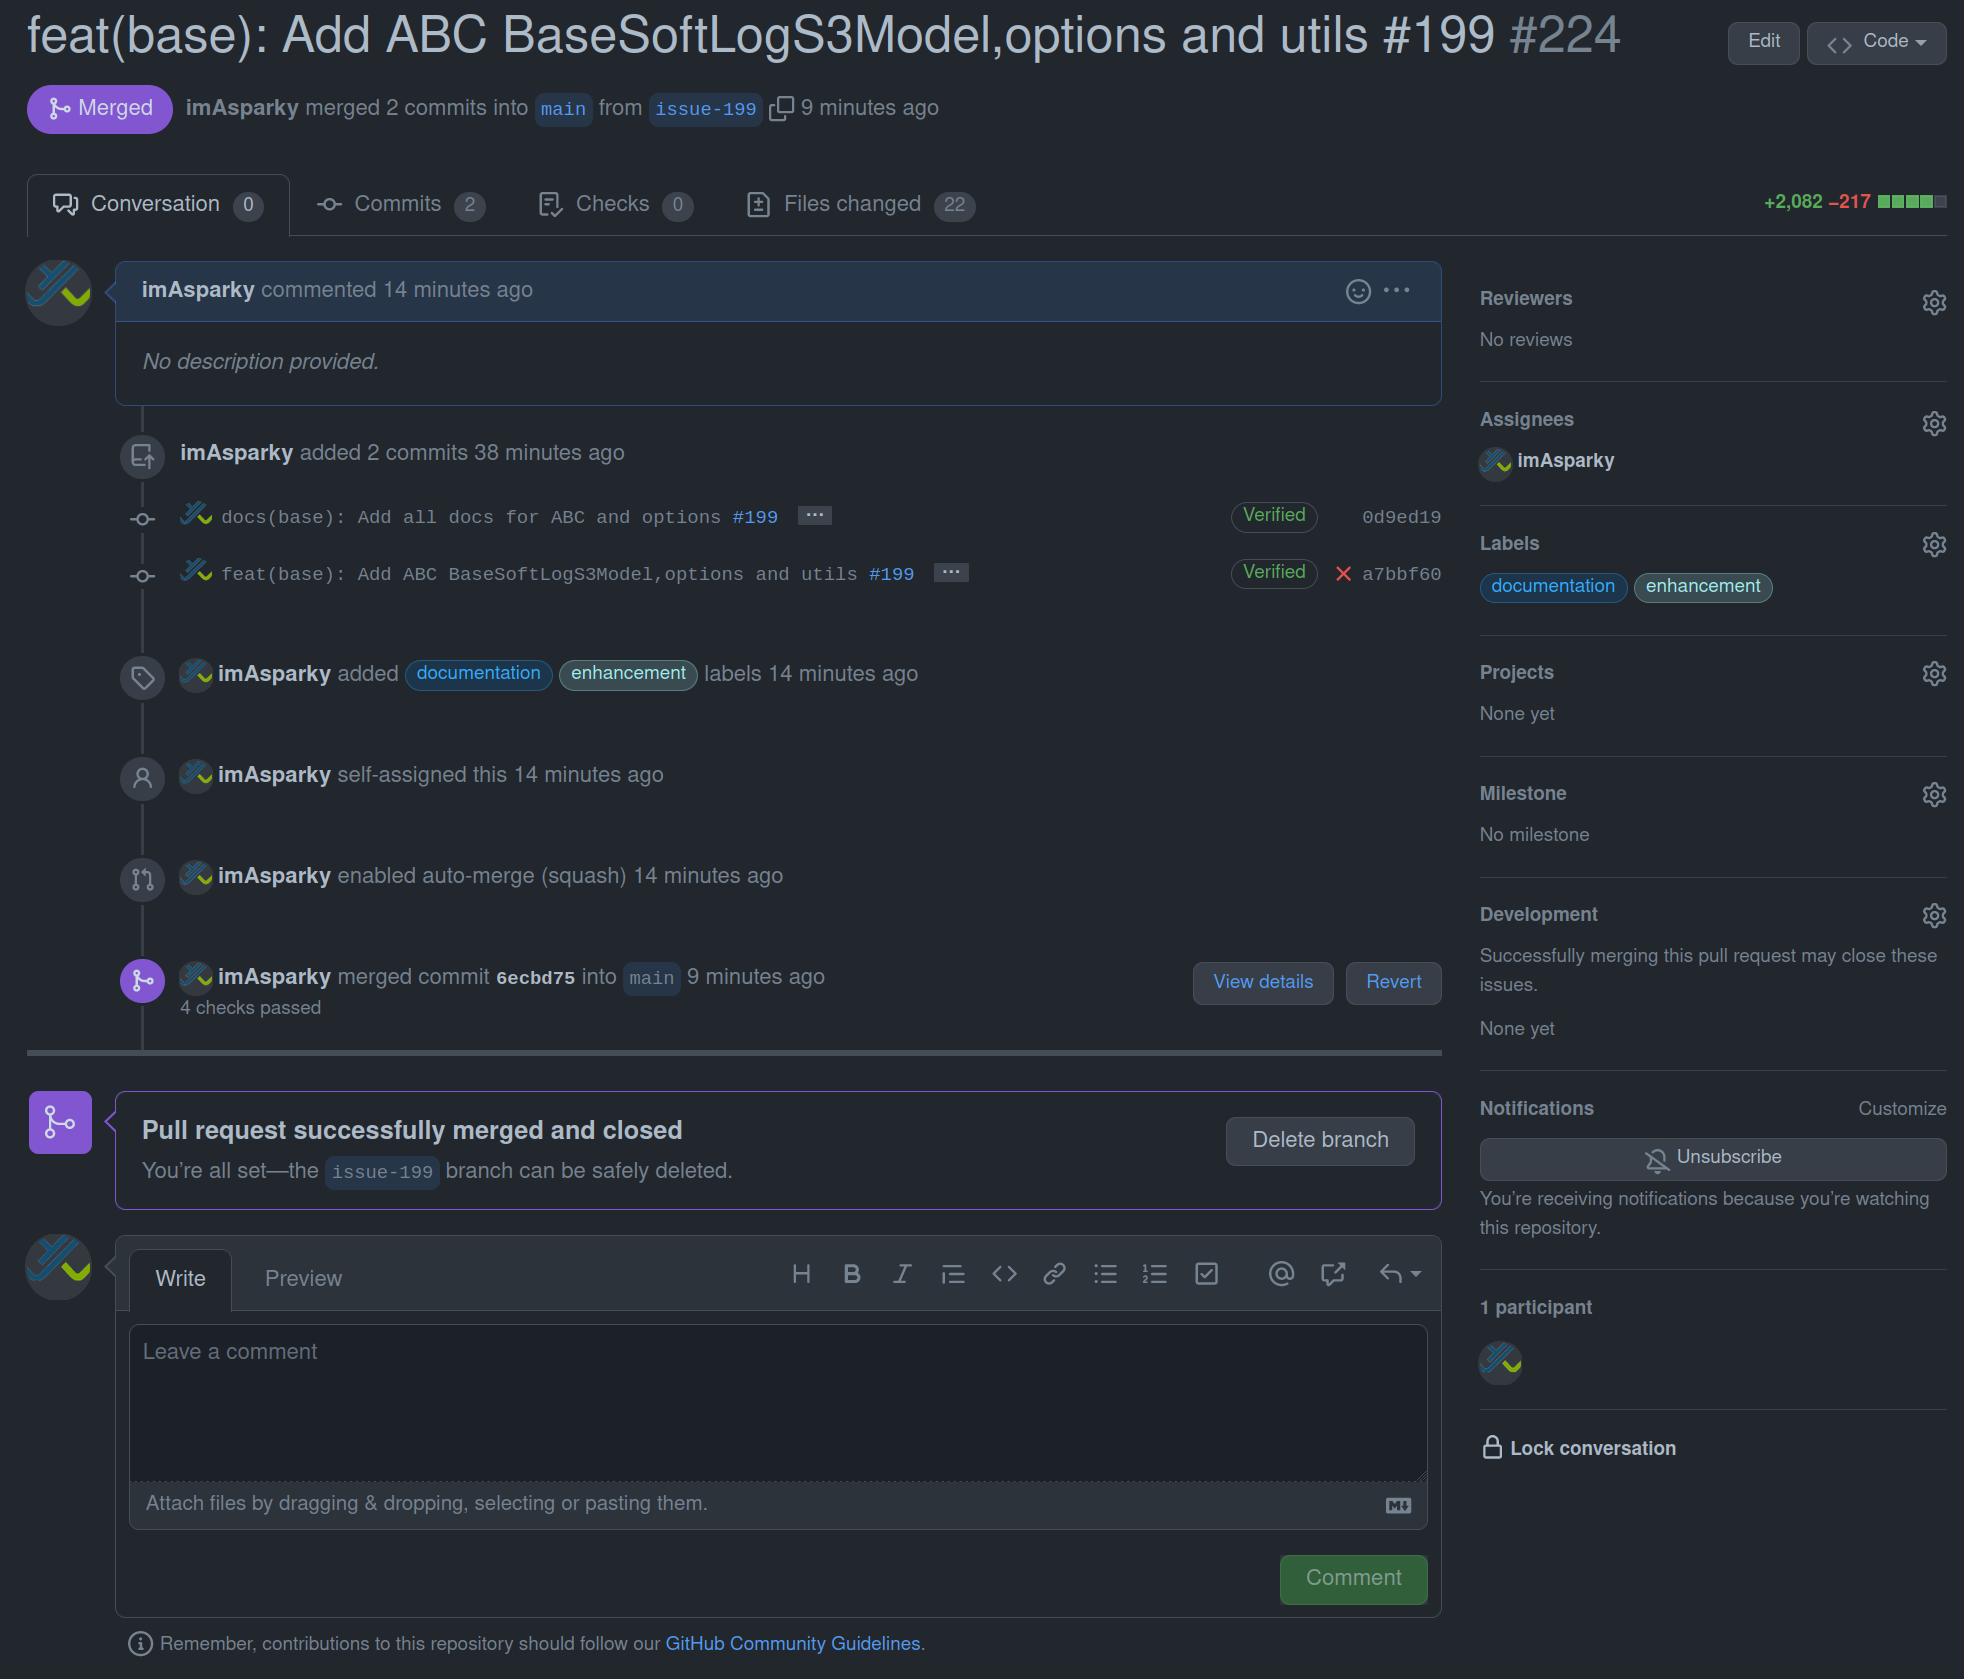 feat(base): Add ABC BaseSoftLogS3Model,options and utils #199 #224
Edit
Code
Merged
imAsparky merged 2 commits into main from issue-199 9 minutes ago
Conversation 0
Commits 2
Checks 0
Files changed 22
+2,082 −217
imAsparky commented 14 minutes ago
No description provided.
imAsparky added 2 commits 38 minutes ago
docs(base): Add all docs for ABC and options #199 ...
Verified
0d9ed19
feat(base): Add ABC BaseSoftLogS3Model,options and utils #199 ...
Verified
a7bbf60
imAsparky added documentation enhancement labels 14 minutes ago
imAsparky self-assigned this 14 minutes ago
imAsparky enabled auto-merge (squash) 14 minutes ago
imAsparky merged commit 6ecbd75 into main 9 minutes ago
4 checks passed
View details
Revert
Pull request successfully merged and closed
You’re all set—the issue-199 branch can be safely deleted.
Delete branch
Write
Preview
Leave a comment
Attach files by dragging & dropping, selecting or pasting them.
Comment
Remember, contributions to this repository should follow our GitHub Community Guidelines.
Reviewers
No reviews
Assignees
imAsparky
Labels
documentation enhancement
Projects
None yet
Milestone
No milestone
Development
Successfully merging this pull request may close these
issues.
None yet
Notifications
Customize
Unsubscribe
You’re receiving notifications because you’re watching
this repository.
1 participant
Lock conversation